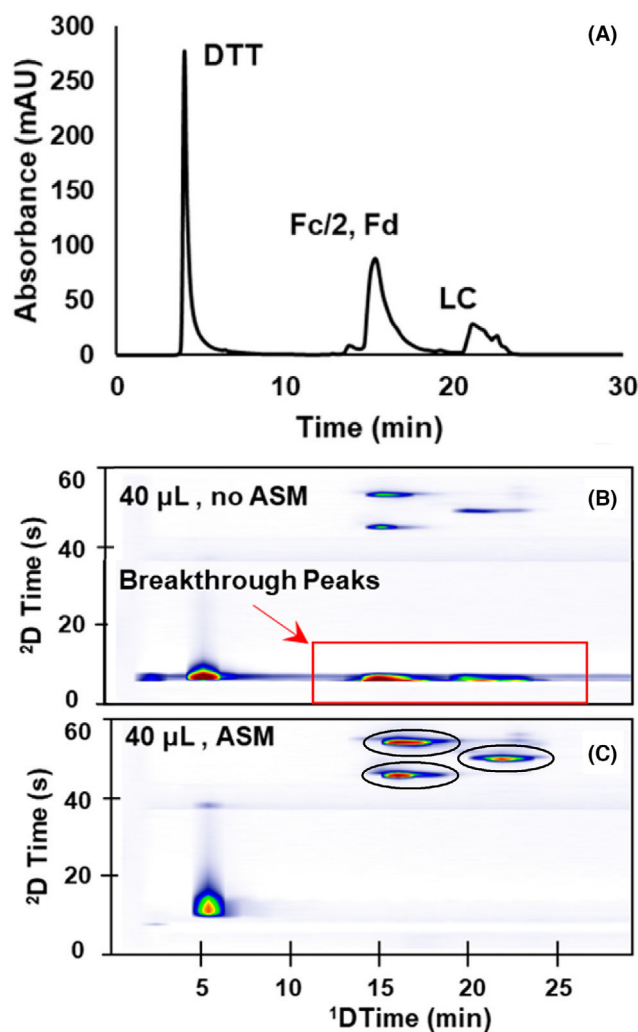 (A)
300
250
200
150
100
50
0
Absorbance (mAU)
DTT
Fc/2, Fd
LC
0 10 20 30
Time (min)
(B)
40 µL , no ASM
Breakthrough Peaks
60
40
20
0
²D Time (s)
(C)
40 µL , ASM
60
40
20
0
²D Time (s)
5 10 15 20 25
¹DTime (min)